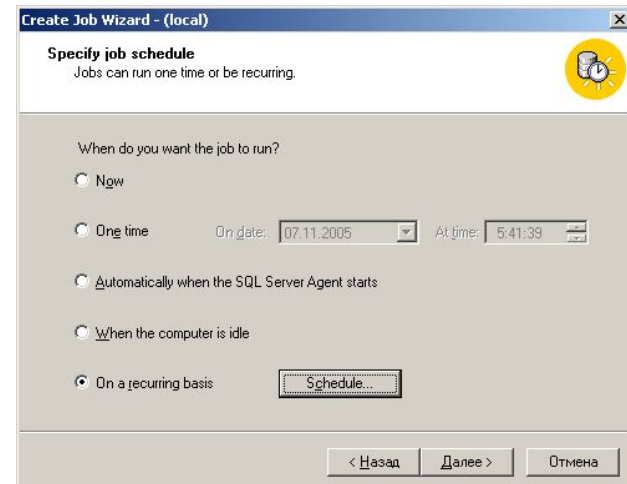 Create Job Wizard - (local)
Specify job schedule
Jobs can run one time or be recurring.
When do you want the job to run?
Now
One time On date: 07.11.2005 At time: 5:41:39
Automatically when the SQL Server Agent starts
When the computer is idle
On a recurring basis Schedule...
< Назад Далее > Отмена